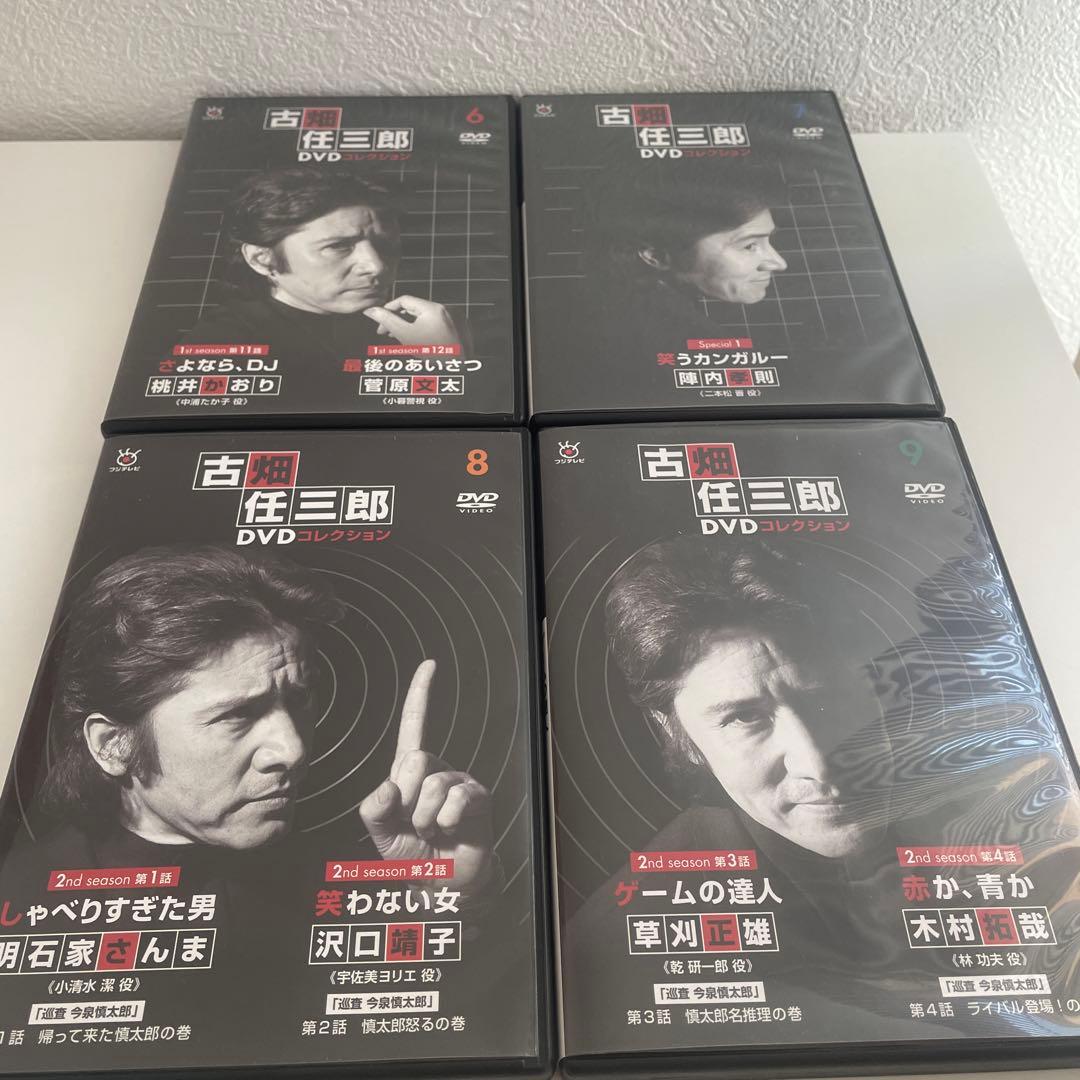 古畑
任三郎
DVDコレクション
6
DVD
VIDEO
1st season 第11話
さよなら、DJ
桃井かおり
《中浦たか子 役》
1st season 第12話
最後のあいさつ
菅原文太
《小暮警視 役》
古畑
任三郎
DVDコレクション
7
DVD
VIDEO
Special 1
笑うカンガルー
陣内孝則
《二本松 晋 役》
フジテレビ
古畑
任三郎
DVDコレクション
8
DVD
VIDEO
2nd season 第1話
しゃべりすぎた男
明石家さんま
《小清水 潔 役》
「巡査 今泉慎太郎」
1話 帰って来た慎太郎の巻
2nd season 第2話
笑わない女
沢口靖子
《宇佐美ヨリエ 役》
「巡査 今泉慎太郎」
第2話 慎太郎怒るの巻
フジテレビ
古畑
任三郎
DVDコレクション
9
DVD
VIDEO
2nd season 第3話
ゲームの達人
草刈正雄
《乾 研一郎 役》
「巡査 今泉慎太郎」
第3話 慎太郎名推理の巻
2nd season 第4話
赤か、青か
木村拓哉
《林 功夫 役》
「巡査 今泉慎太郎」
第4話 ライバル登場!の